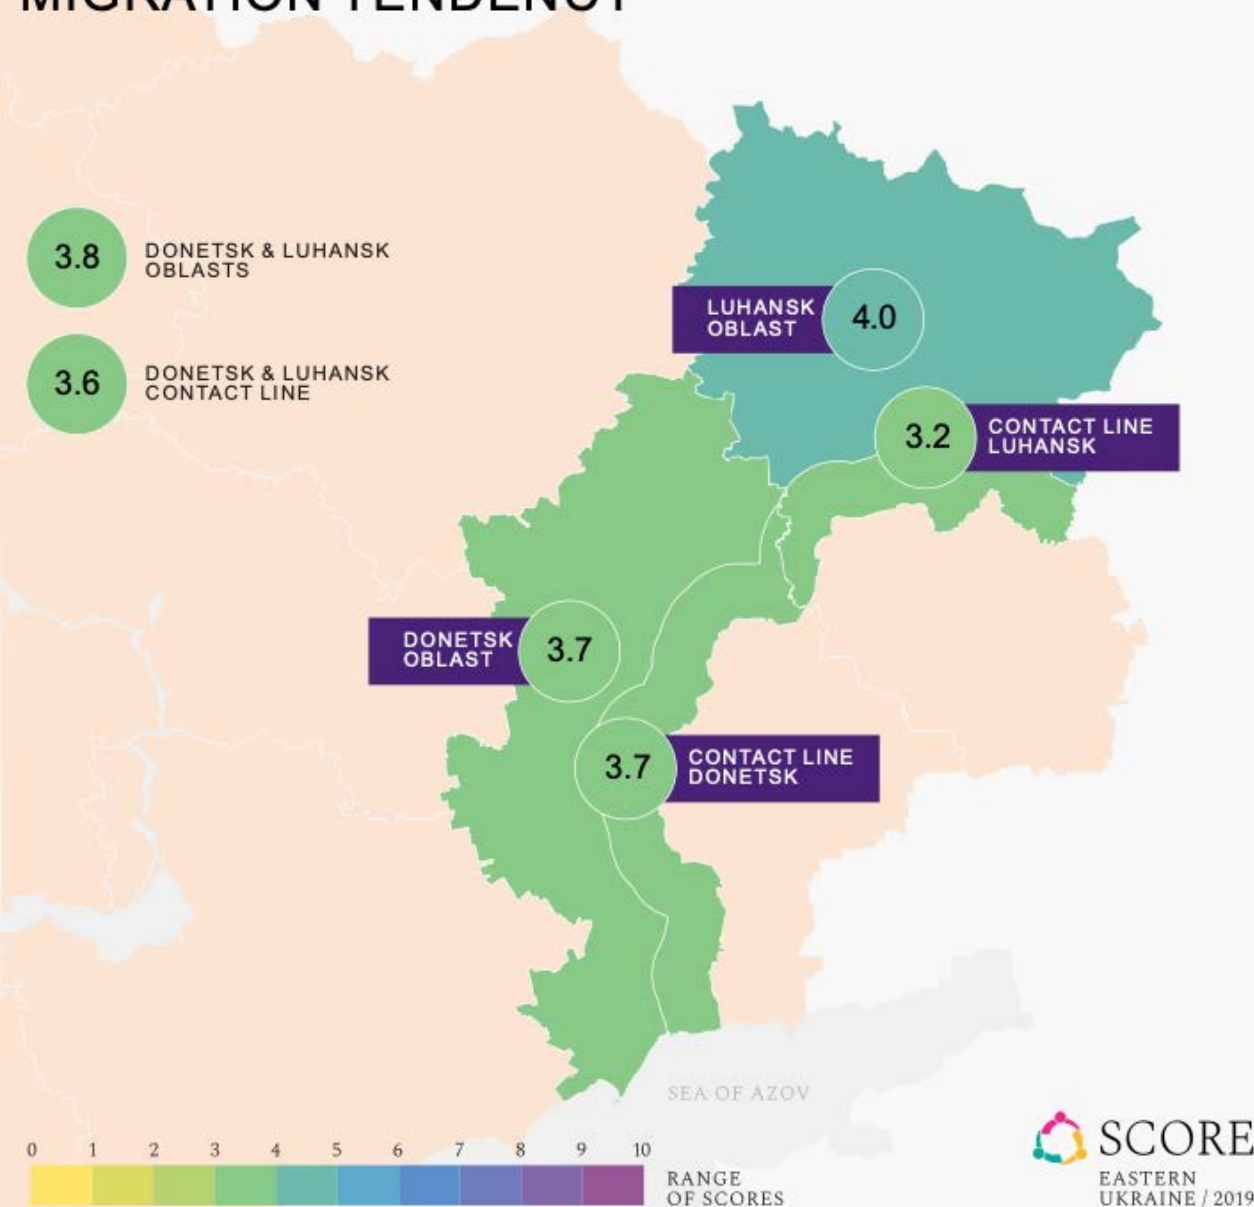 MIGRATION TENDENCY
3.8
DONETSK & LUHANSK
OBLASTS
3.6
DONETSK & LUHANSK
CONTACT LINE
LUHANSK
OBLAST
4.0
3.2
CONTACT LINE
LUHANSK
DONETSK
OBLAST
3.7
3.7
CONTACT LINE
DONETSK
SEA OF AZOV
0 1 2 3 4 5 6 7 8 9 10
RANGE
OF SCORES
SCORE
EASTERN
UKRAINE / 2019